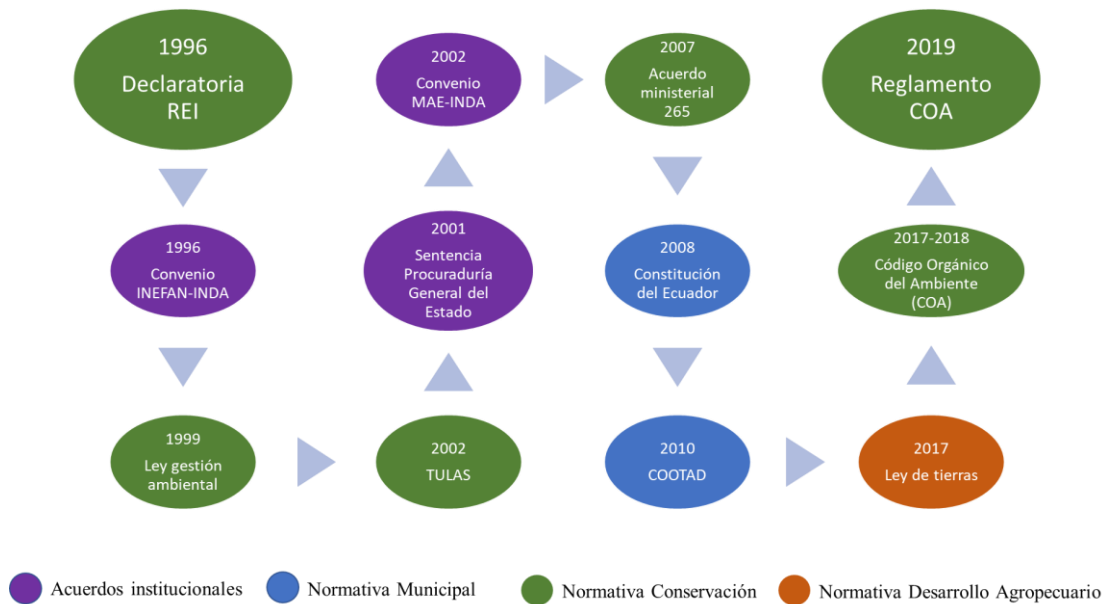 1996
Declaratoria
REI
1996
Convenio
INEFAN-INDA
1999
Ley gestión
ambiental
2002
TULAS
2001
Sentencia
Procuraduría
General del
Estado
2002
Convenio
MAE-INDA
2007
Acuerdo
ministerial
265
2008
Constitución
del Ecuador
2010
COOTAD
2017
Ley de tierras
2017-2018
Código Orgánico
del Ambiente
(COA)
2019
Reglamento
COA
Acuerdos institucionales
Normativa Municipal
Normativa Conservación
Normativa Desarrollo Agropecuario